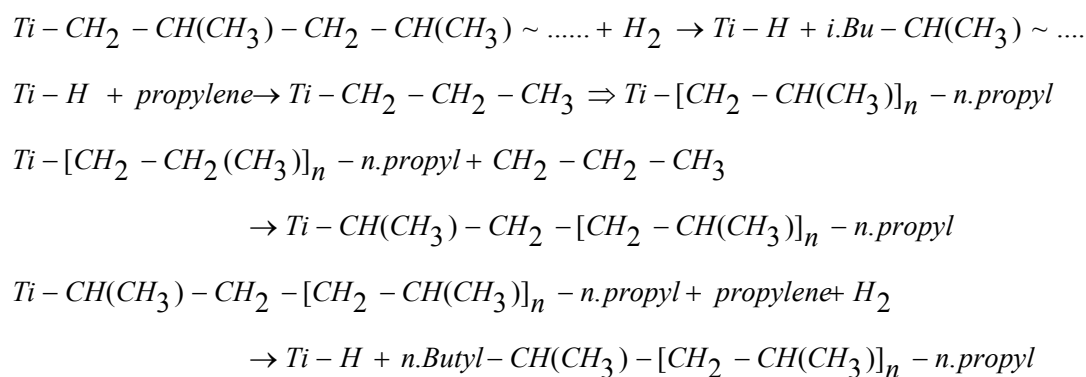 Ti – CH₂ – CH(CH₃) – CH₂ – CH(CH₃) ~ ...... + H₂ → Ti – H + i.Bu – CH(CH₃) ~ ....
Ti – H + propylene → Ti – CH₂ – CH₂ – CH₃ ⇒ Ti – [CH₂ – CH(CH₃)]ₙ – n.propyl
Ti – [CH₂ – CH₂(CH₃)]ₙ – n.propyl + CH₂ – CH₂ – CH₃
→ Ti – CH(CH₃) – CH₂ – [CH₂ – CH(CH₃)]ₙ – n.propyl
Ti – CH(CH₃) – CH₂ – [CH₂ – CH(CH₃)]ₙ – n.propyl + propylene + H₂
→ Ti – H + n.Butyl – CH(CH₃) – [CH₂ – CH(CH₃)]ₙ – n.propyl